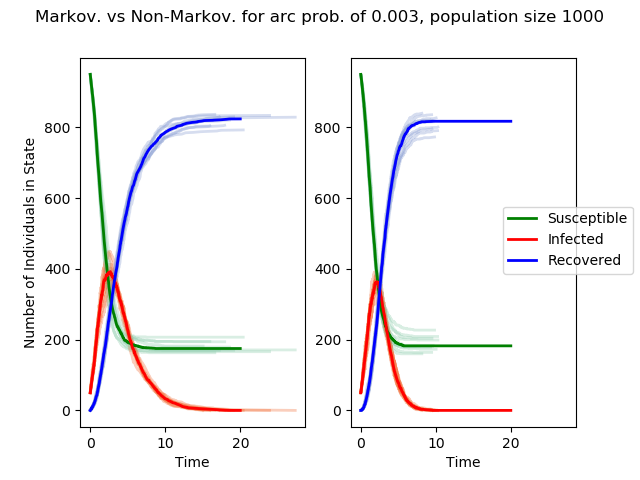 Markov. vs Non-Markov. for arc prob. of 0.003, population size 1000
Number of Individuals in State
800
600
400
200
0
0 10 20
Time
800
600
400
200
0
0 10 20
Time
Susceptible
Infected
Recovered